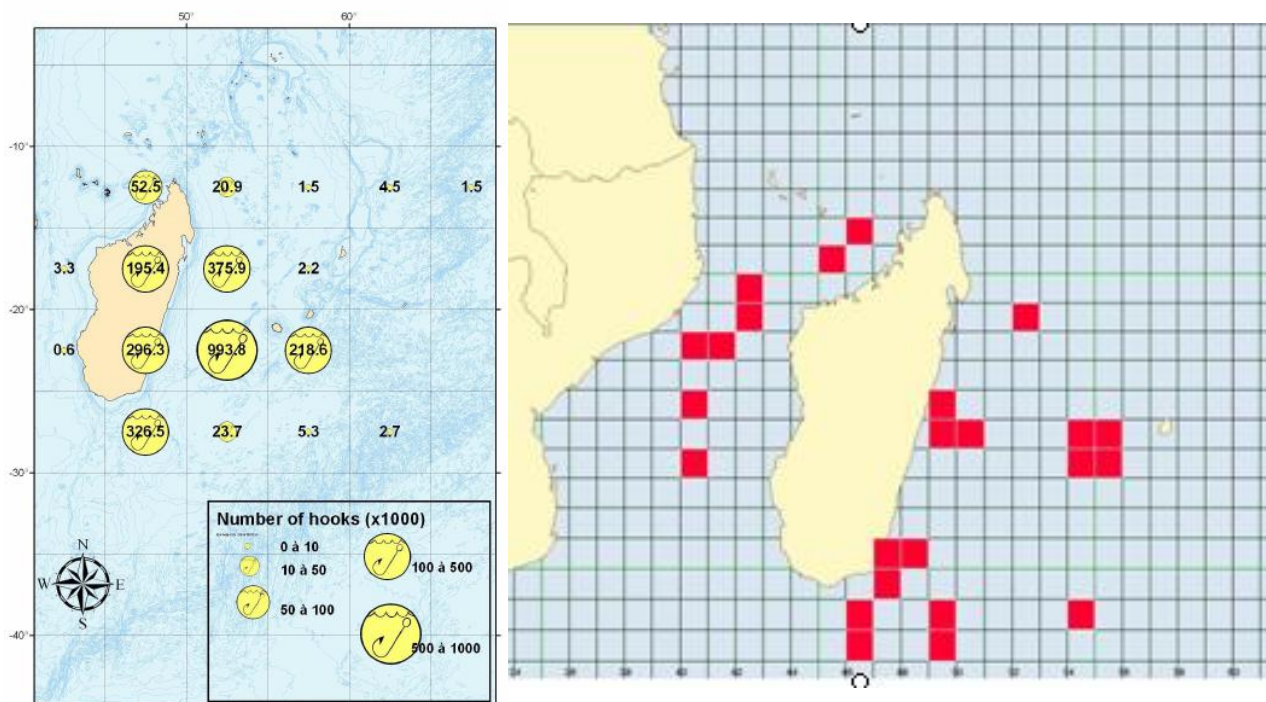 50° 60°
-10°
52.5 20.9 1.5 4.5 1.5
3.3 195.4 375.9 2.2
-20°
0.6 296.3 993.8 218.6
326.5 23.7 5.3 2.7
-30°
Number of hooks (x1000)
0 à 10
10 à 50
50 à 100
100 à 500
500 à 1000
N
W E
S
-40°